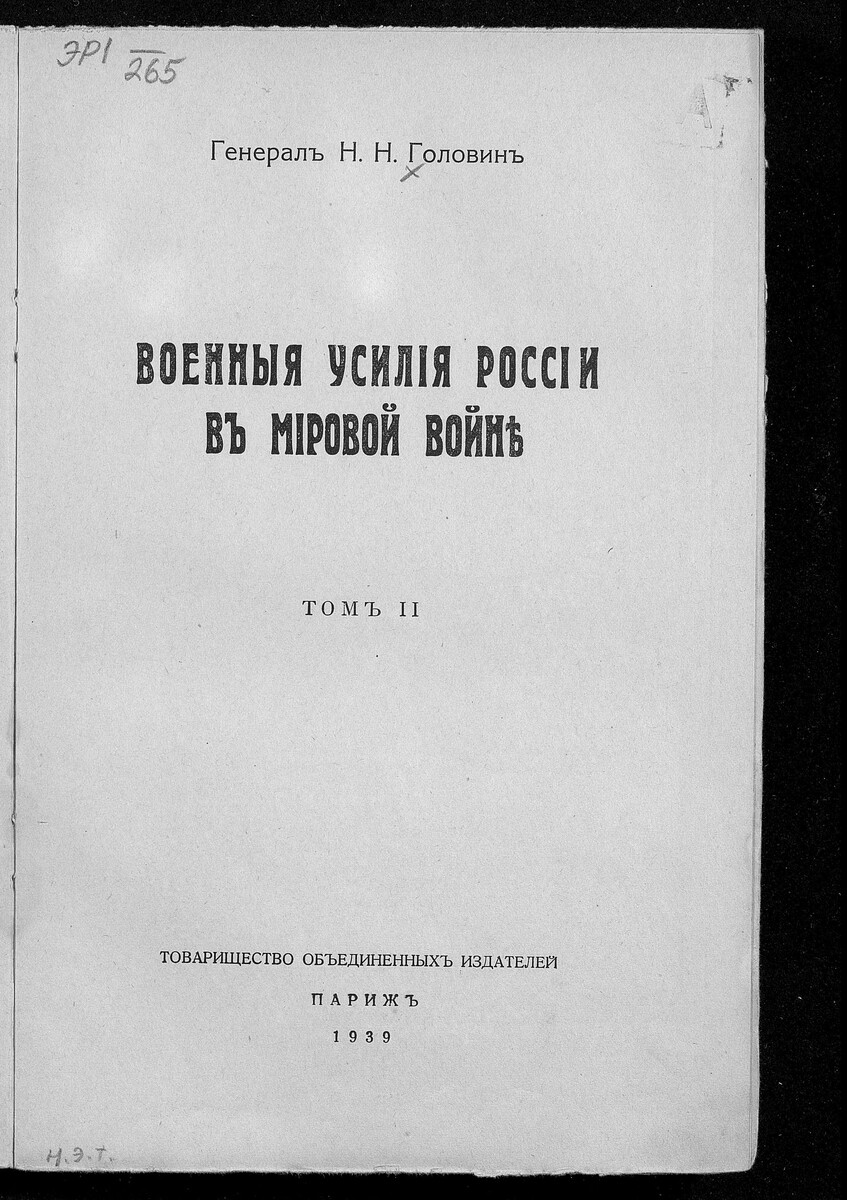 ЭР1
265
Генералъ Н. Н. Головинъ
ВОЕННЫЯ УСИЛІЯ РОССІИ
ВЪ МІРОВОЙ ВОЙНѢ
ТОМЪ II
ТОВАРИЩЕСТВО ОБЪЕДИНЕННЫХЪ ИЗДАТЕЛЕЙ
ПАРИЖЪ
1939
Н.Э.Т.